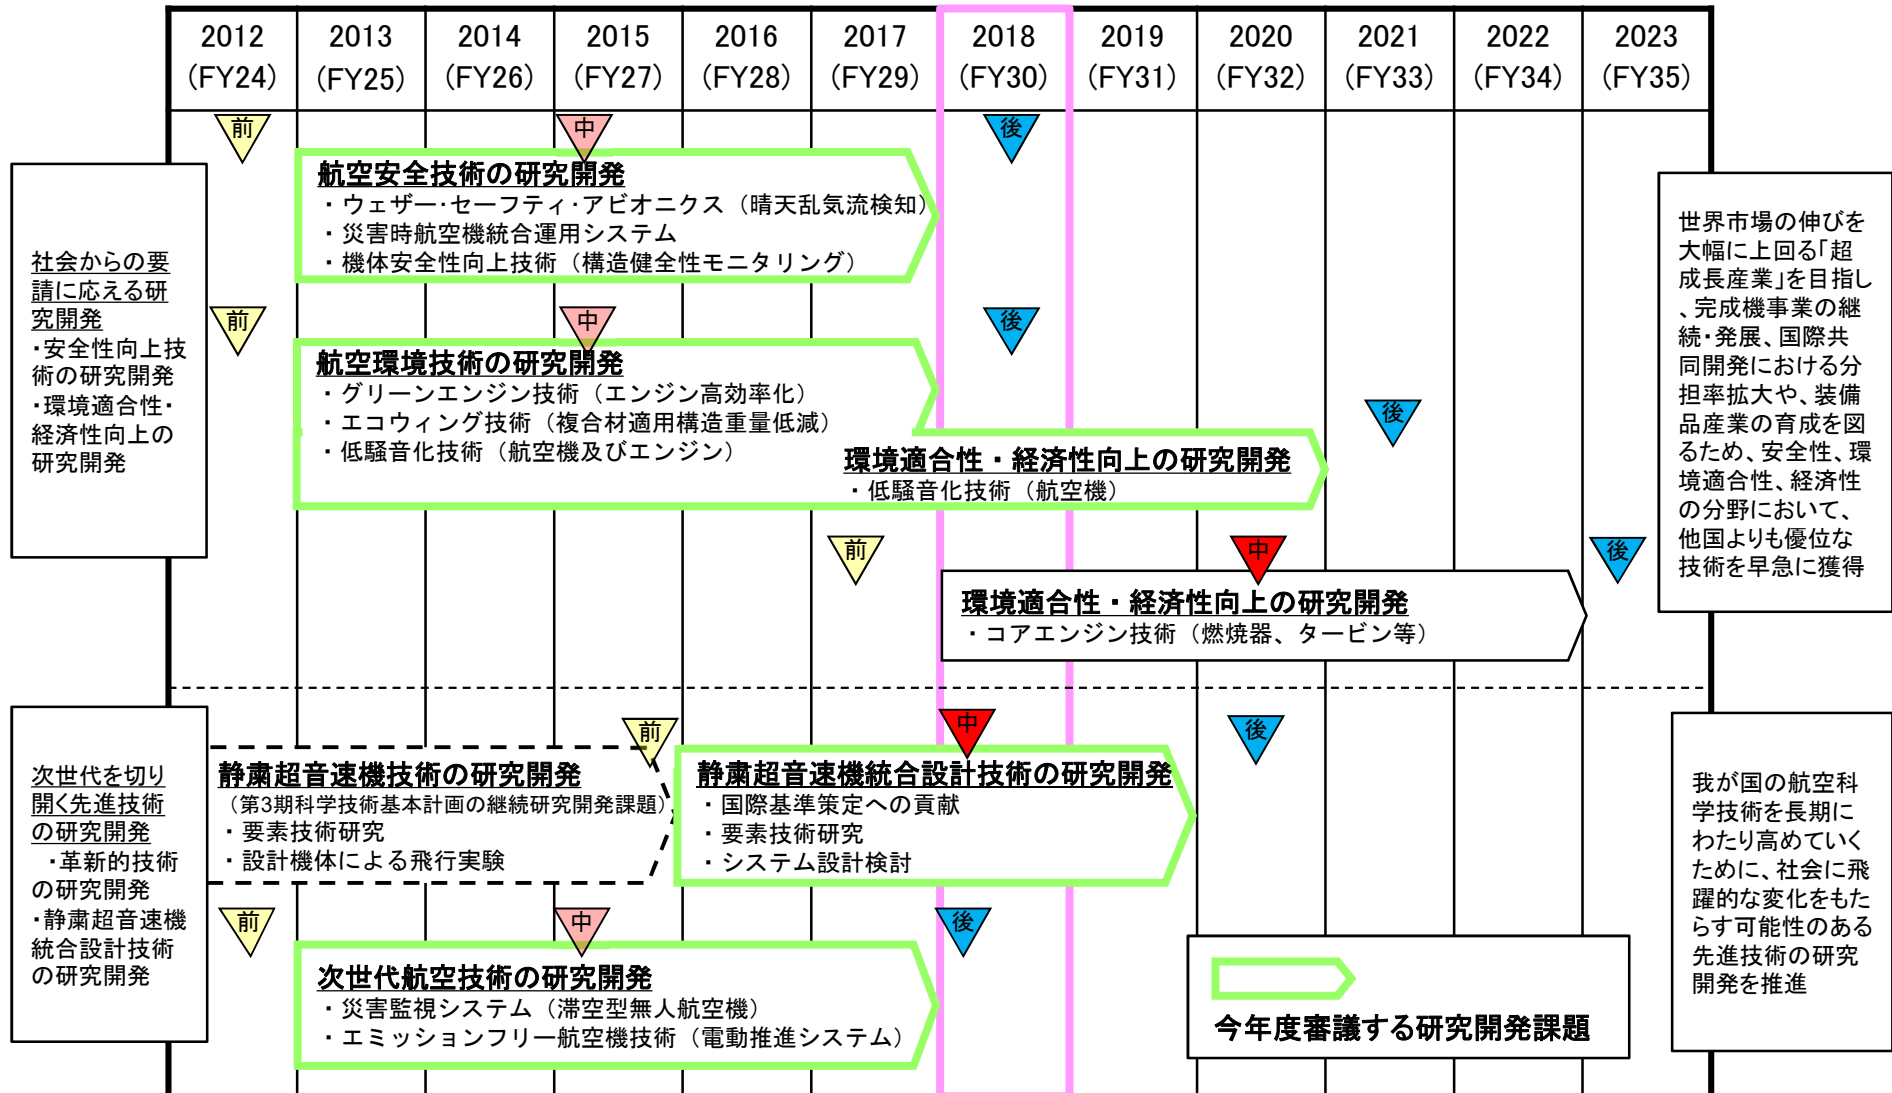 2012 2013 2014 2015 2016 2017 2018 2019 2020 2021 2022 2023
(FY24) (FY25) (FY26) (FY27) (FY28) (FY29) (FY30) (FY31) (FY32) (FY33) (FY34) (FY35)
社会からの要
請に応える研
究開発
・安全性向上技
術の研究開発
・環境適合性・
経済性向上の
研究開発
前 中 後
航空安全技術の研究開発
・ウェザー・セーフティ・アビオニクス（晴天乱気流検知）
・災害時航空機統合運用システム
・機体安全性向上技術（構造健全性モニタリング）
前 中 後
航空環境技術の研究開発
・グリーンエンジン技術（エンジン高効率化）
・エコウィング技術（複合材適用構造重量低減）
・低騒音化技術（航空機及びエンジン）
後
環境適合性・経済性向上の研究開発
・低騒音化技術（航空機）
前 中 後
環境適合性・経済性向上の研究開発
・コアエンジン技術（燃焼器、タービン等）
世界市場の伸びを
大幅に上回る「超
成長産業」を目指し
、完成機事業の継
続・発展、国際共
同開発における分
担率拡大や、装備
品産業の育成を図
るため、安全性、環
境適合性、経済性
の分野において、
他国よりも優位な
技術を早急に獲得
次世代を切り
開く先進技術
の研究開発
・革新的技術
の研究開発
・静粛超音速機
統合設計技術
の研究開発
前 中 後
静粛超音速機技術の研究開発
（第3期科学技術基本計画の継続研究開発課題）
・要素技術研究
・設計機体による飛行実験
静粛超音速機統合設計技術の研究開発
・国際基準策定への貢献
・要素技術研究
・システム設計検討
前 中 後
次世代航空技術の研究開発
・災害監視システム（滞空型無人航空機）
・エミッションフリー航空機技術（電動推進システム）
今年度審議する研究開発課題
我が国の航空科
学技術を長期に
わたり高めていく
ために、社会に飛
躍的な変化をもた
らす可能性のある
先進技術の研究
開発を推進